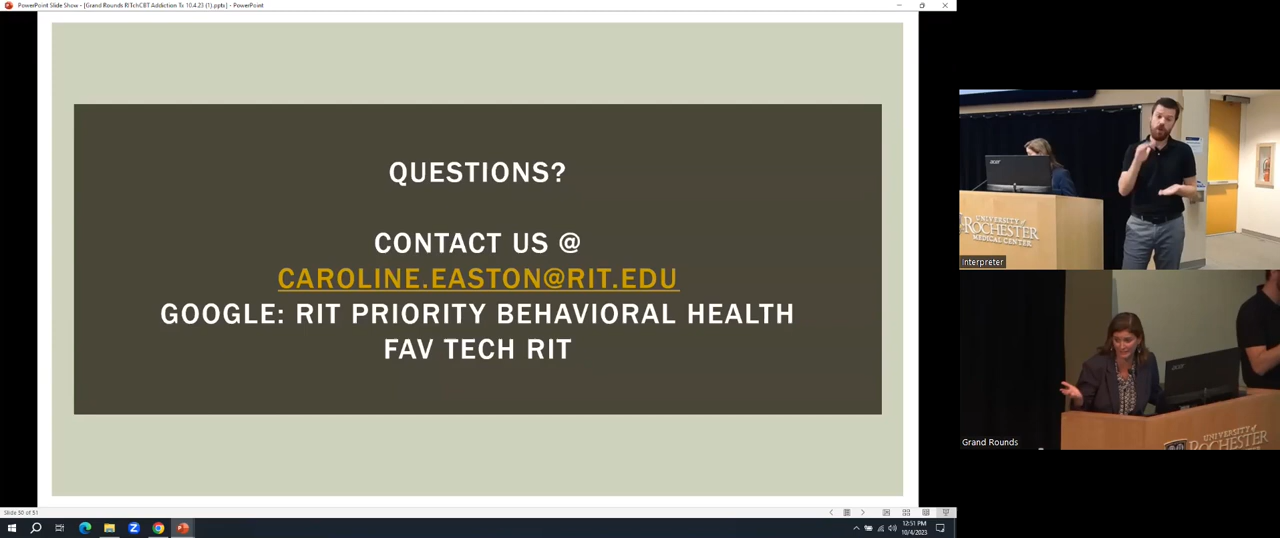 PowerPoint Slide Show - [Grand Rounds RITchCBT Addiction Tx 10.4.23 (1).pptx] - PowerPoint
QUESTIONS?
CONTACT US @
CAROLINE.EASTON@RIT.EDU
GOOGLE: RIT PRIORITY BEHAVIORAL HEALTH
FAV TECH RIT
acer
UNIVERSITY of
ROCHESTER
MEDICAL CENTER
Interpreter
acer
UNIVERSITY of
ROCHESTER
Grand Rounds
Slide 50 of 51
12:51 PM
10/4/2023